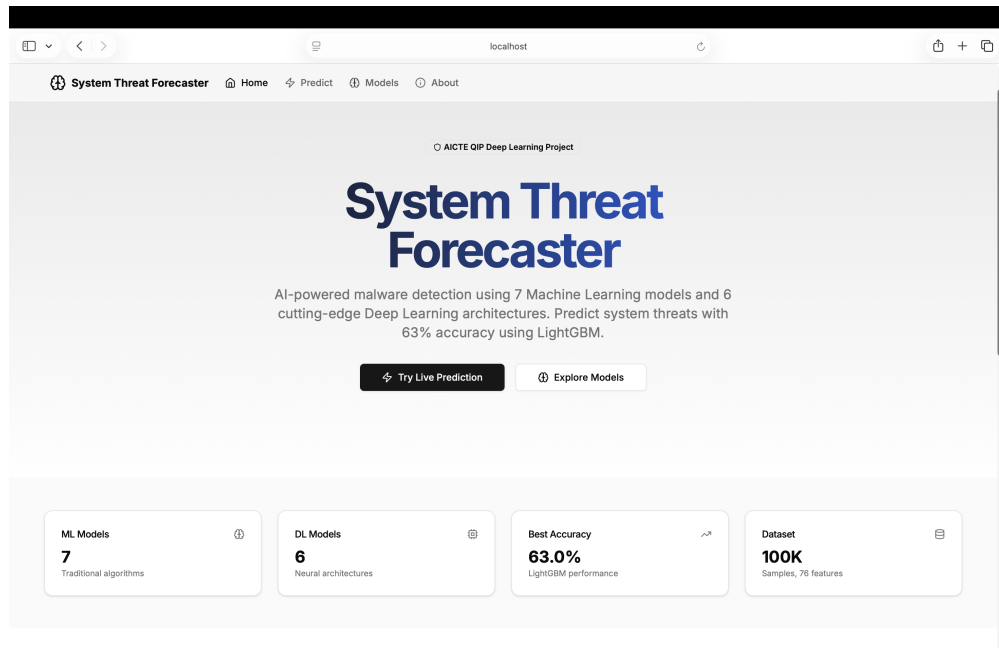 localhost
System Threat Forecaster
Home
Predict
Models
About
AICTE QIP Deep Learning Project
System Threat
Forecaster
AI-powered malware detection using 7 Machine Learning models and 6
cutting-edge Deep Learning architectures. Predict system threats with
63% accuracy using LightGBM.
Try Live Prediction
Explore Models
ML Models
7
Traditional algorithms
DL Models
6
Neural architectures
Best Accuracy
63.0%
LightGBM performance
Dataset
100K
Samples, 76 features